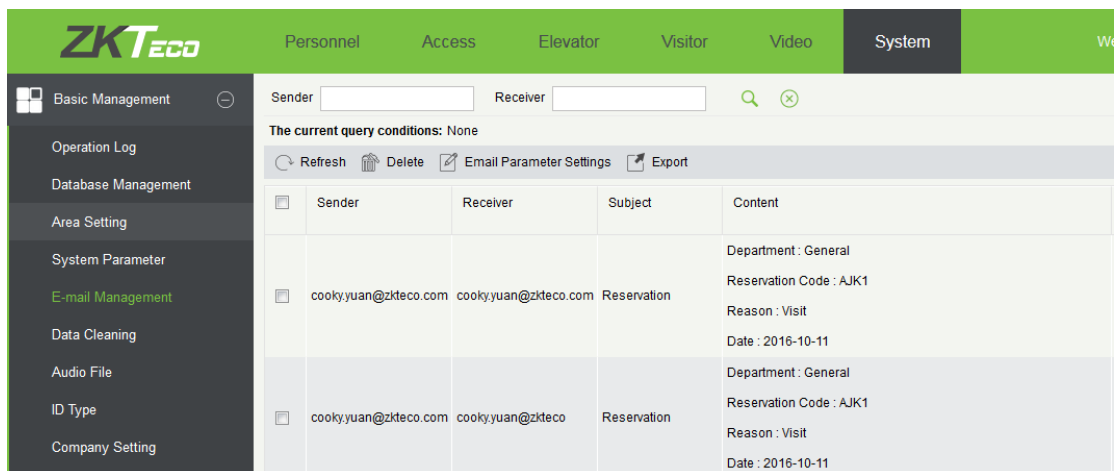 ZKTECO Personnel Access Elevator Visitor Video System We
Basic Management
Operation Log
Database Management
Area Setting
System Parameter
E-mail Management
Data Cleaning
Audio File
ID Type
Company Setting
Sender Receiver
The current query conditions: None
Refresh Delete Email Parameter Settings Export
Sender Receiver Subject Content
cooky.yuan@zkteco.com cooky.yuan@zkteco.com Reservation
Department : General
Reservation Code : AJK1
Reason : Visit
Date : 2016-10-11
cooky.yuan@zkteco.com cooky.yuan@zkteco Reservation
Department : General
Reservation Code : AJK1
Reason : Visit
Date : 2016-10-11